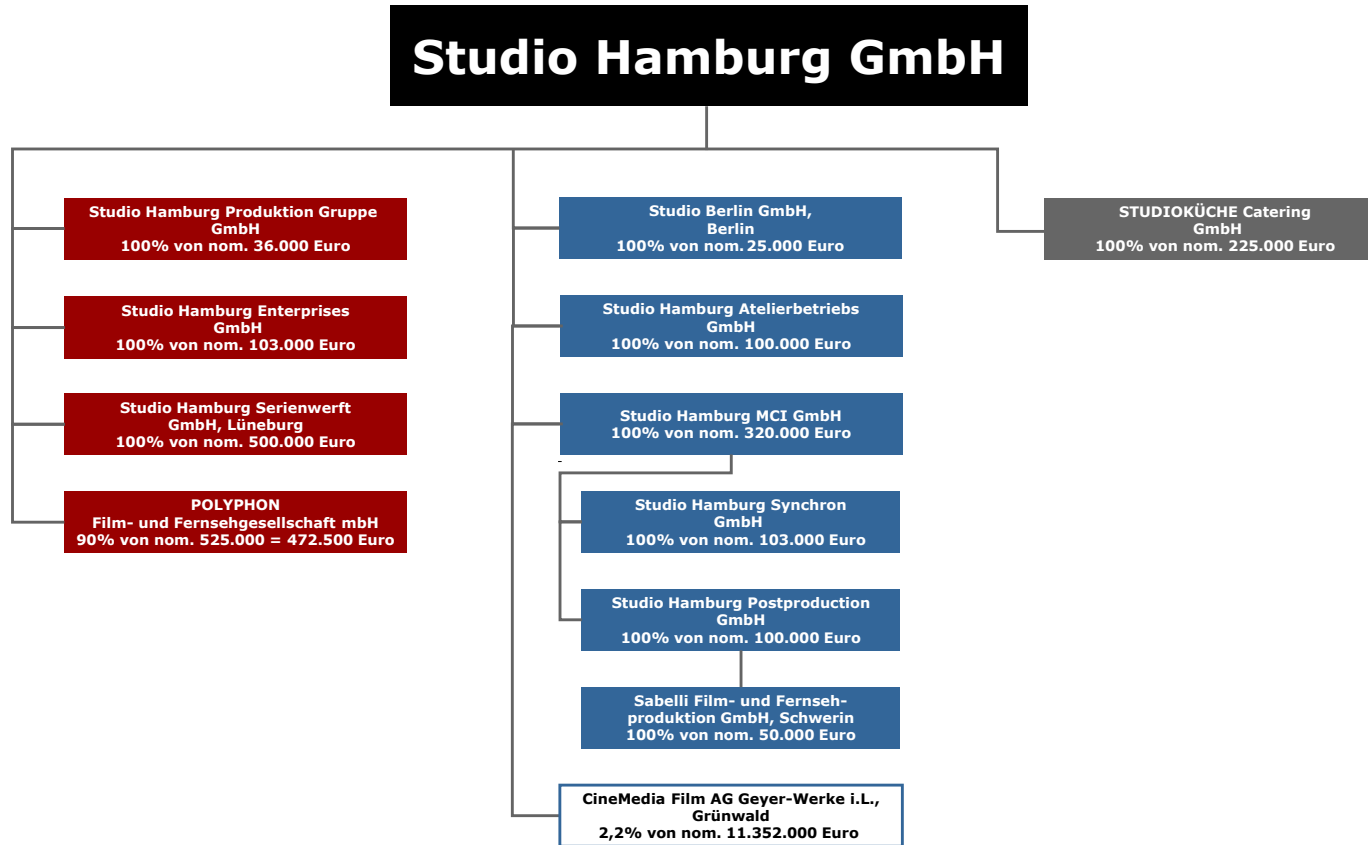 Studio Hamburg GmbH
Studio Hamburg Produktion Gruppe
GmbH
100% von nom. 36.000 Euro
Studio Hamburg Enterprises
GmbH
100% von nom. 103.000 Euro
Studio Hamburg Serienwerft
GmbH, Lüneburg
100% von nom. 500.000 Euro
POLYPHON
Film- und Fernsehgesellschaft mbH
90% von nom. 525.000 = 472.500 Euro
Studio Berlin GmbH,
Berlin
100% von nom. 25.000 Euro
Studio Hamburg Atelierbetriebs
GmbH
100% von nom. 100.000 Euro
Studio Hamburg MCI GmbH
100% von nom. 320.000 Euro
Studio Hamburg Synchron
GmbH
100% von nom. 103.000 Euro
Studio Hamburg Postproduction
GmbH
100% von nom. 100.000 Euro
Sabelli Film- und Fernseh-
produktion GmbH, Schwerin
100% von nom. 50.000 Euro
CineMedia Film AG Geyer-Werke i.L.,
Grünwald
2,2% von nom. 11.352.000 Euro
STUDIOKÜCHE Catering
GmbH
100% von nom. 225.000 Euro